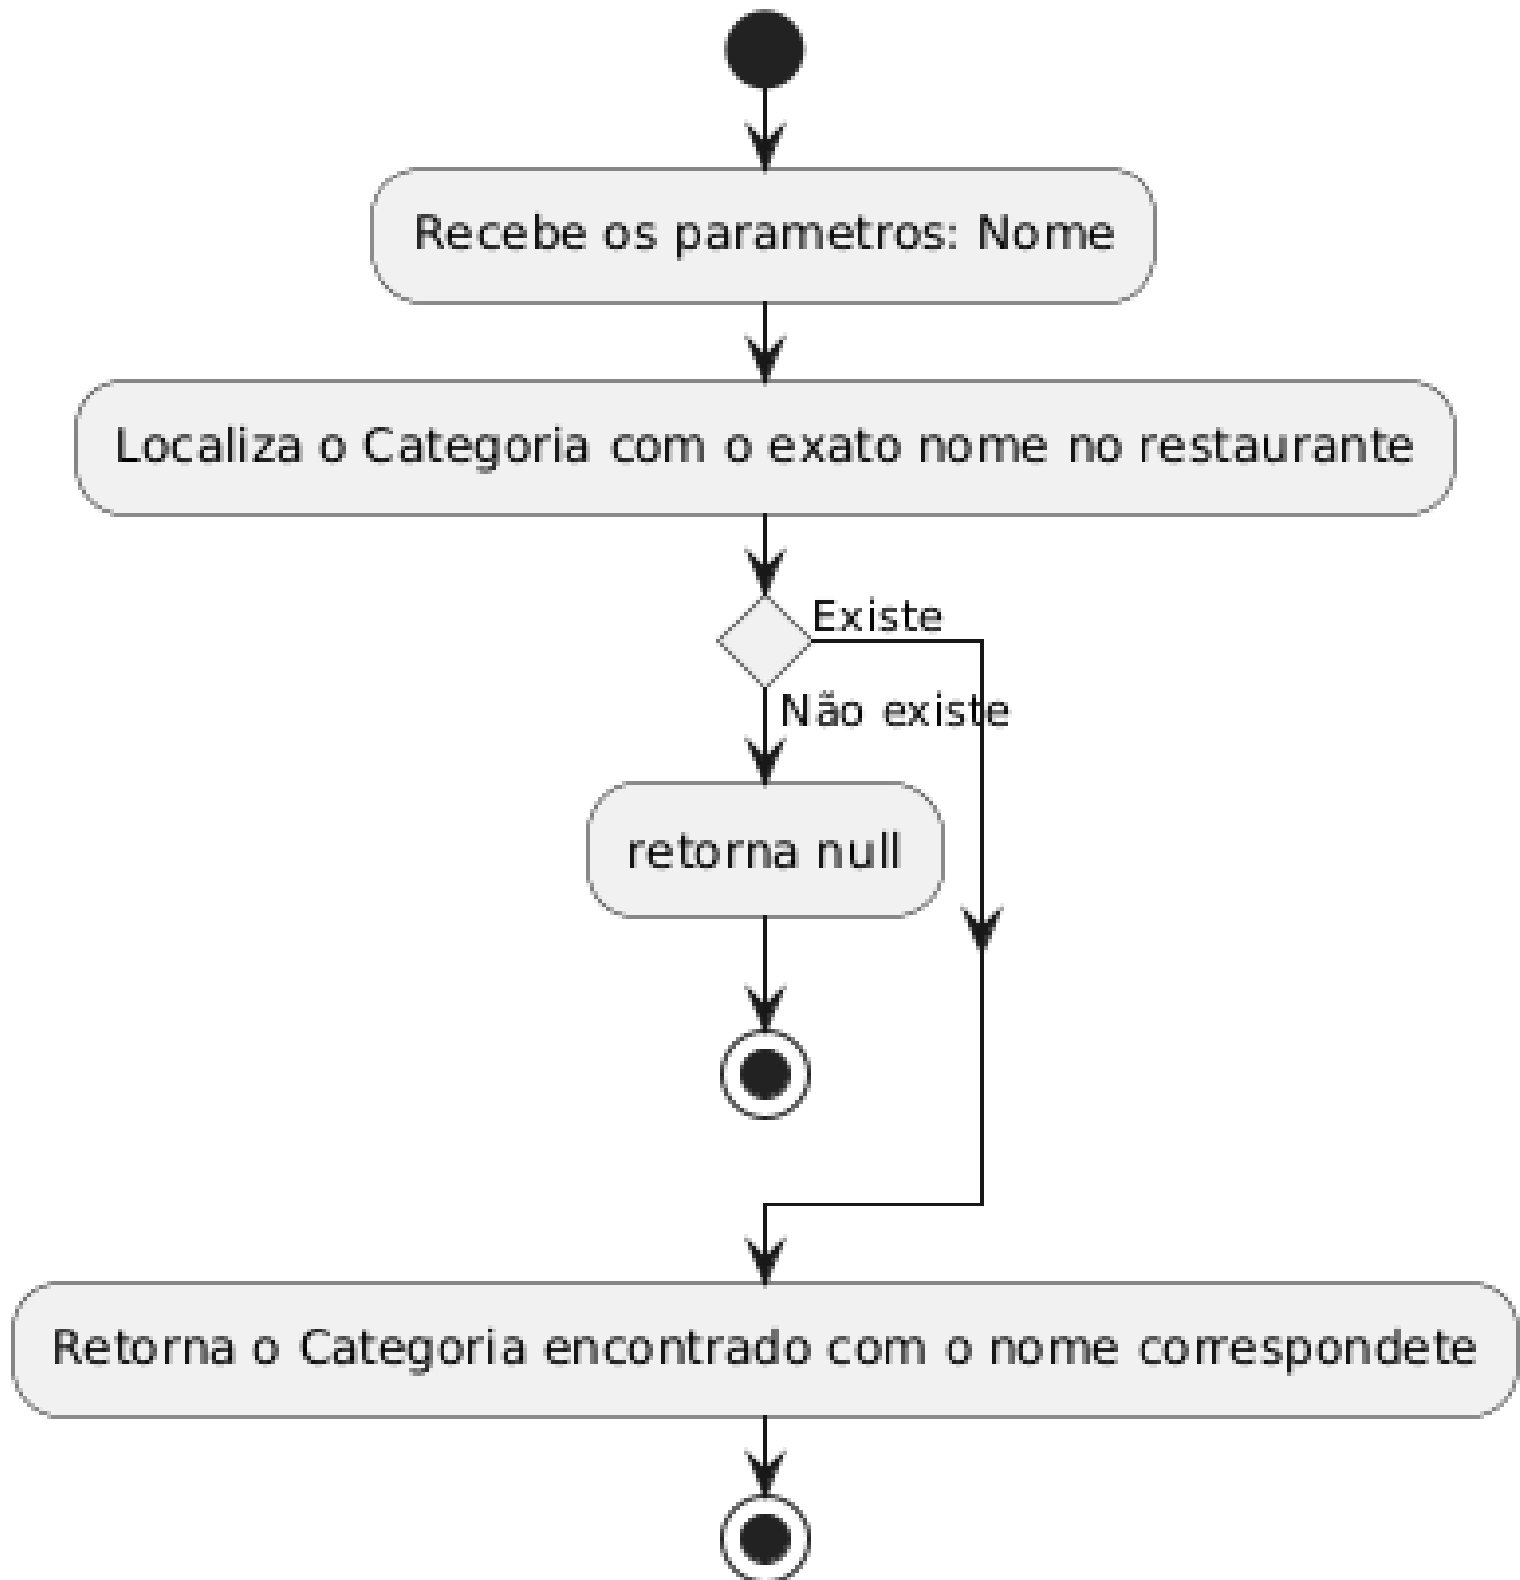 Recebe os parametros: Nome
Localiza o Categoria com o exato nome no restaurante
Existe
Não existe
retorna null
Retorna o Categoria encontrado com o nome correspondete